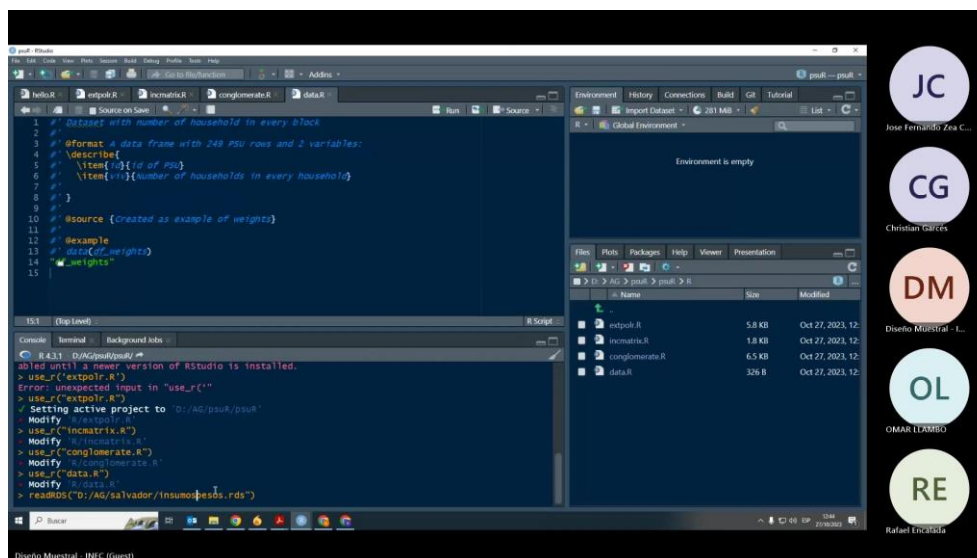 psuR - RStudio
File Edit Code View Plots Session Build Debug Profile Tools Help
Go to file/function
Addins
psuR — psuR
hello.R
extpolr.R
incmatrix.R
conglomerate.R
data.R
Source on Save
Run
Source
1 #' Dataset with number of household in every block
2 #'
3 #' @format A data frame with 248 PSU rows and 2 variables:
4 #' \describe{
5 #' \item{id}{id of PSU}
6 #' \item{viv}{Number of households in every household}
7 #'
8 #' }
9 #'
10 #' @source {Created as example of weights}
11 #'
12 #' @example
13 #' data(df_weights)
14 "df_weights"
15
15:1 (Top Level)
R Script
Console Terminal Background Jobs
R 4.3.1 · D:/AG/psuR/psuR/
abled until a newer version of RStudio is installed.
> use_r('extpolr.R')
Error: unexpected input in "use_r('"
> use_r("extpolr.R")
✓ Setting active project to 'D:/AG/psuR/psuR'
• Modify 'R/extpolr.R'
> use_r("incmatrix.R")
• Modify 'R/incmatrix.R'
> use_r("conglomerate.R")
• Modify 'R/conglomerate.R'
> use_r("data.R")
• Modify 'R/data.R'
> readRDS("D:/AG/salvador/insumospesos.rds")
Environment History Connections Build Git Tutorial
Import Dataset
281 MiB
List
R
Global Environment
Environment is empty
Files Plots Packages Help Viewer Presentation
D: > AG > psuR > psuR > R
Name Size Modified
..
extpolr.R 5.8 KB Oct 27, 2023, 12:
incmatrix.R 1.8 KB Oct 27, 2023, 12:
conglomerate.R 6.5 KB Oct 27, 2023, 12:
data.R 326 B Oct 27, 2023, 12:
Buscar
ESP
12:44
27/10/2023
Diseño Muestral - INEC (Guest)
JC
Jose Fernando Zea C...
CG
Christian Garcés
DM
Diseño Muestral - I...
OL
OMAR LLAMBO
RE
Rafael Encalada